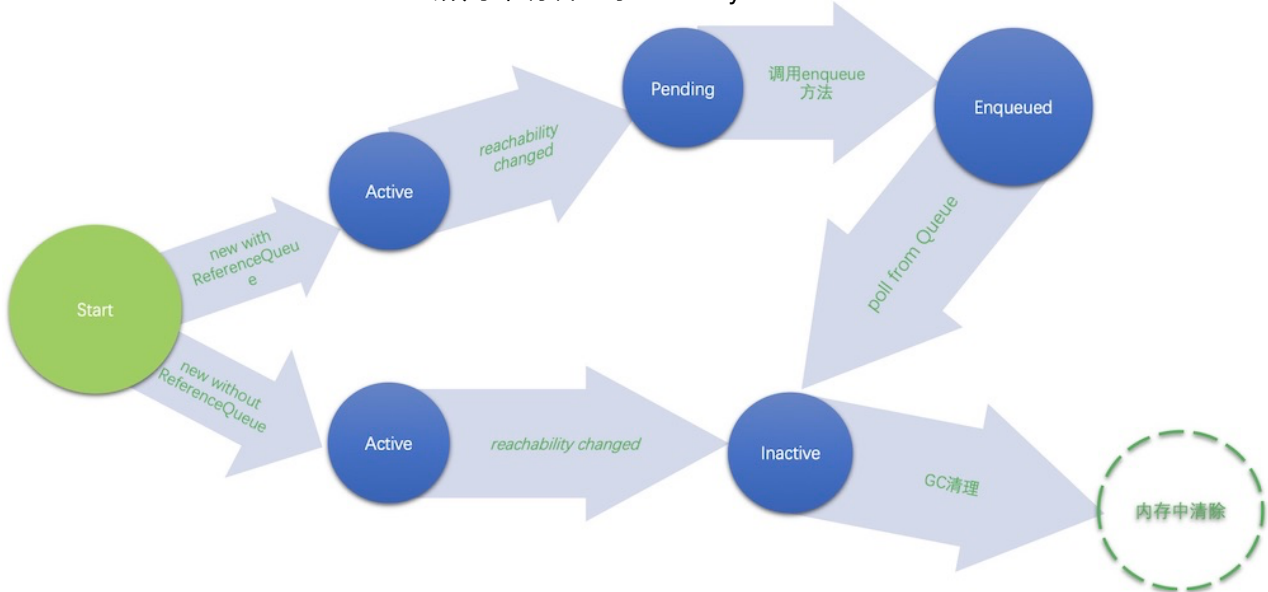 Start
new with
ReferenceQueu
e
Active
reachability
changed
Pending
调用enqueue
方法
Enqueued
poll from Queue
new without
ReferenceQueue
Active
reachability changed
Inactive
GC清理
内存中清除